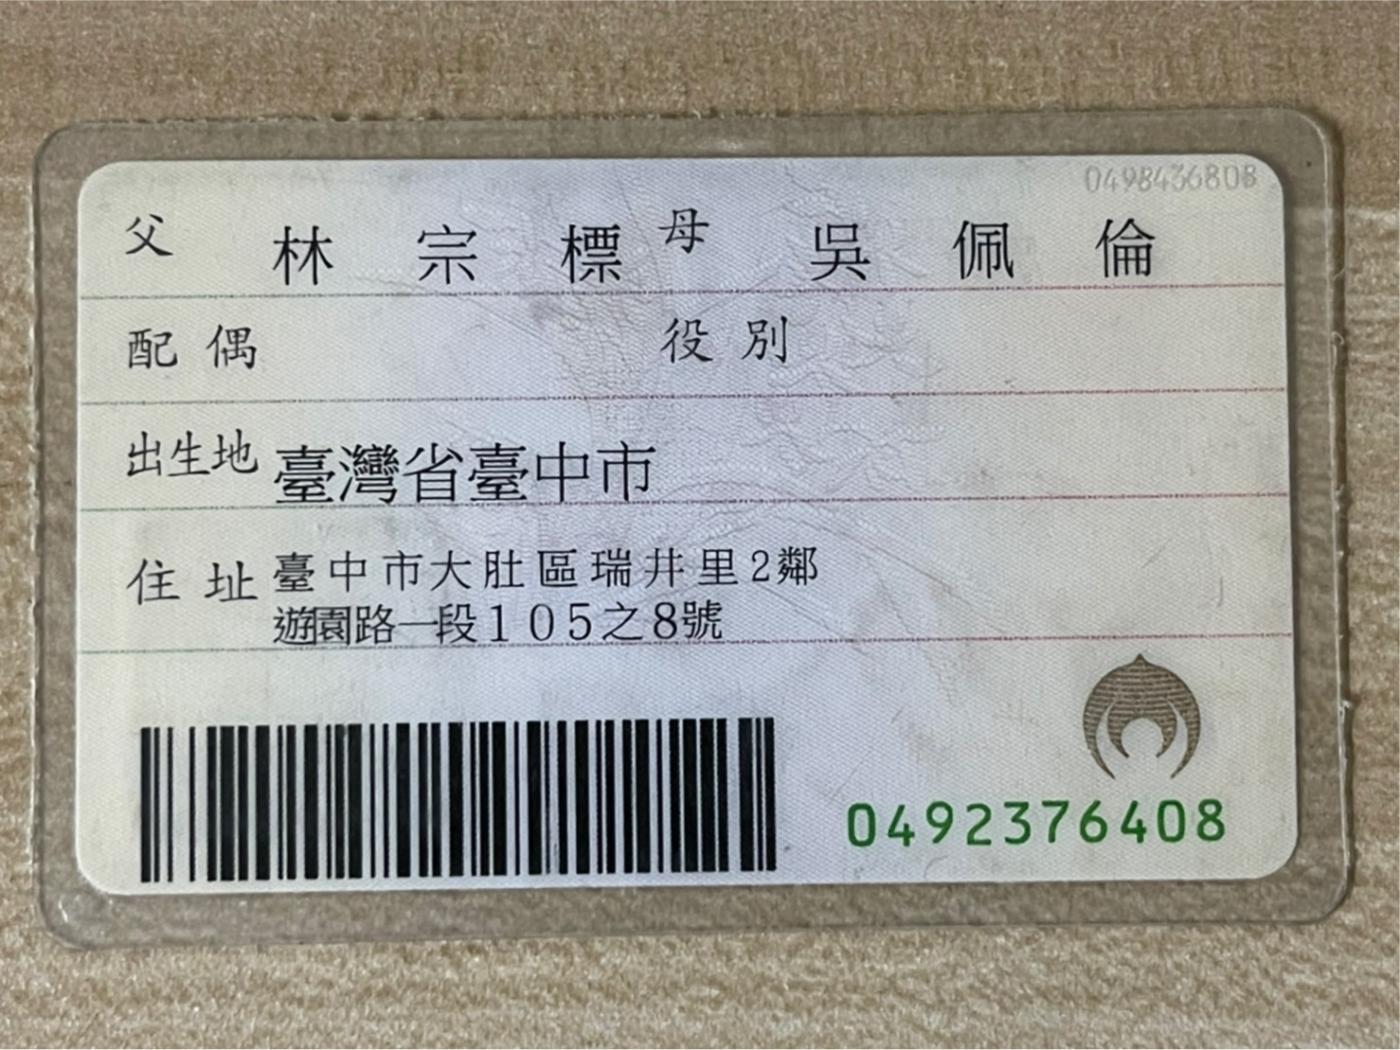 0498436808
父 林宗標 母 吳佩倫
配偶 役別
出生地 臺灣省臺中市
住址 臺中市大肚區瑞井里2鄰
遊園路一段105之8號
0492376408